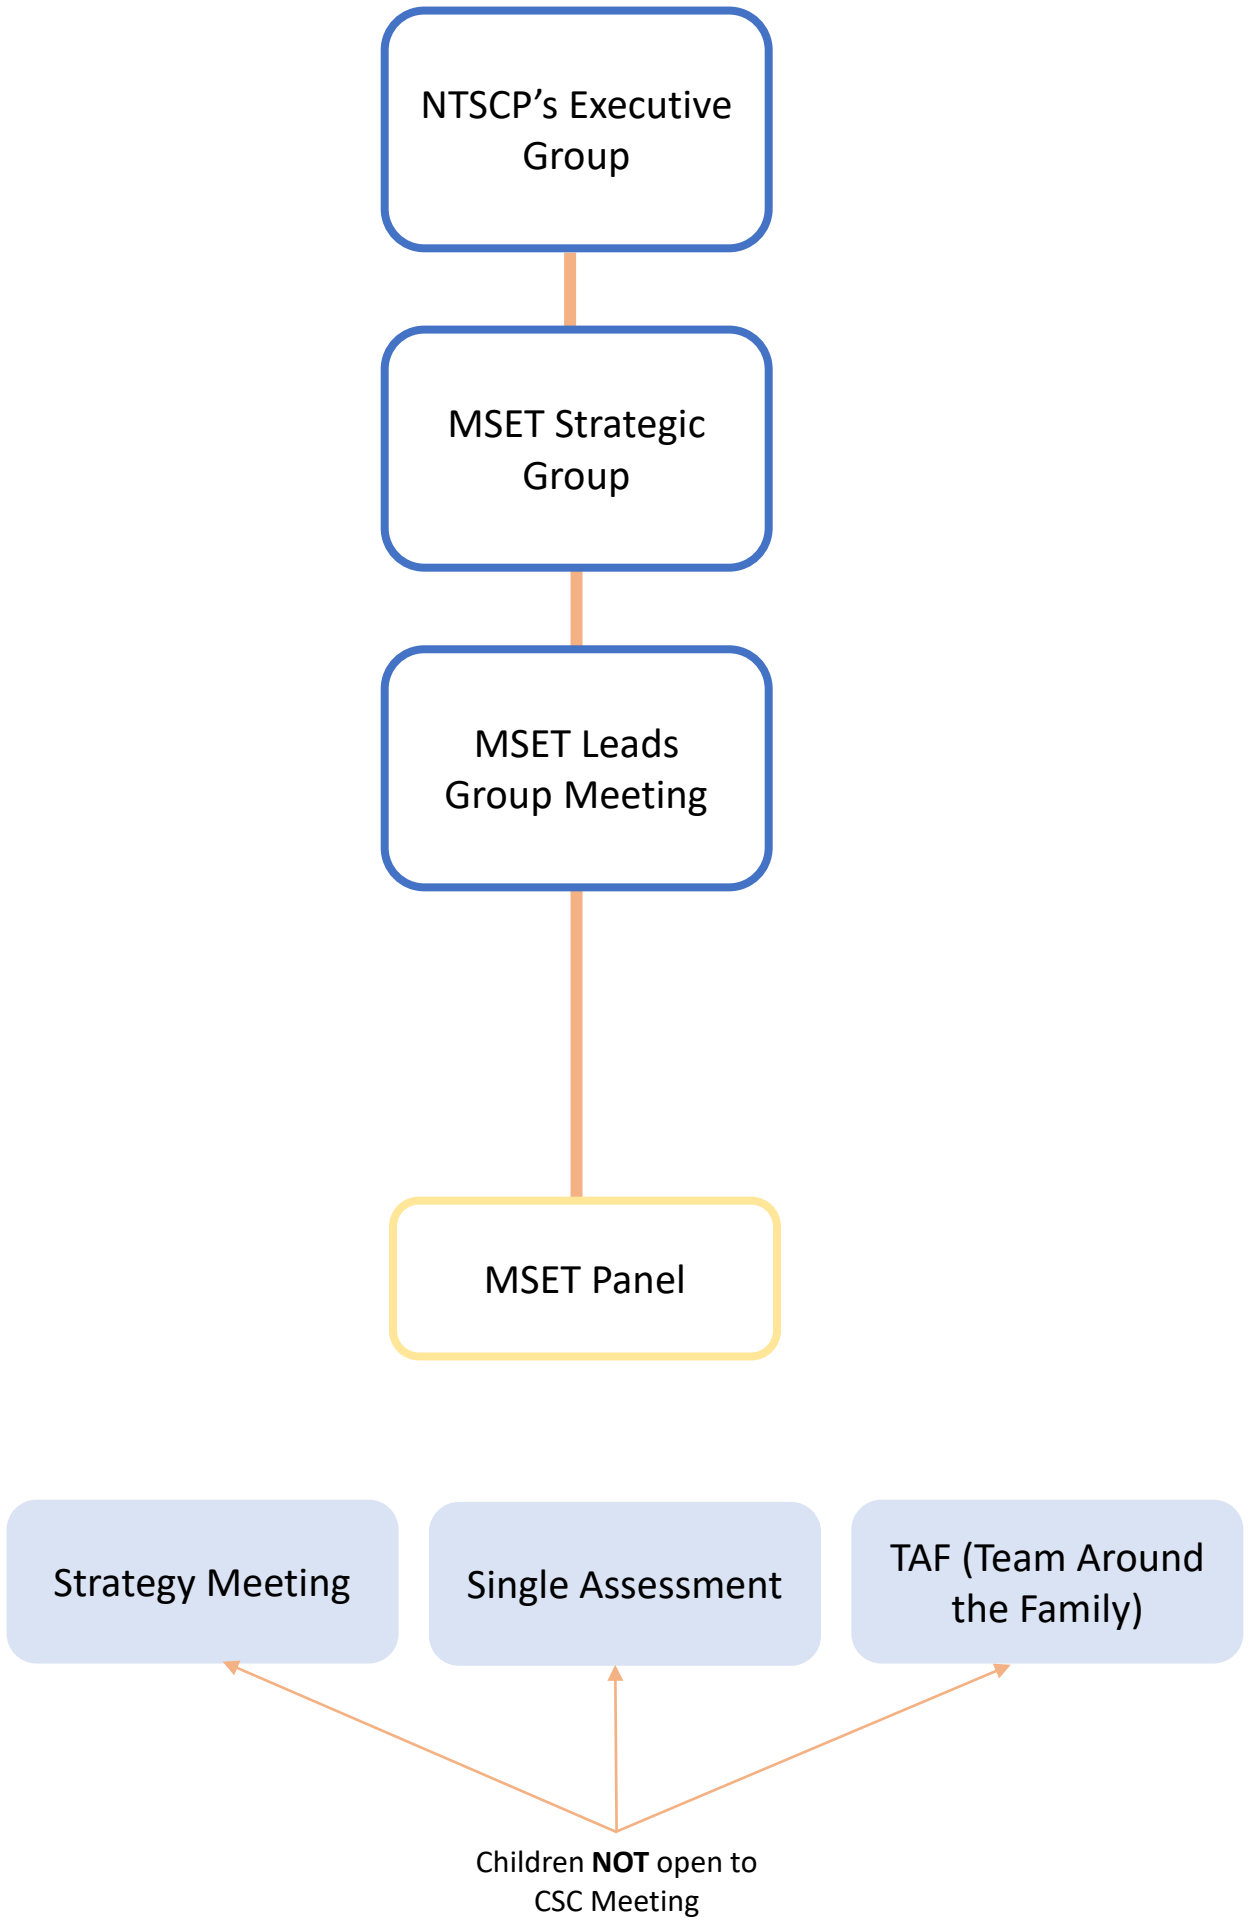 NTSCP’s Executive
Group
MSET Strategic
Group
MSET Leads
Group Meeting
MSET Panel
Strategy Meeting
Single Assessment
TAF (Team Around
the Family)
Children NOT open to
CSC Meeting